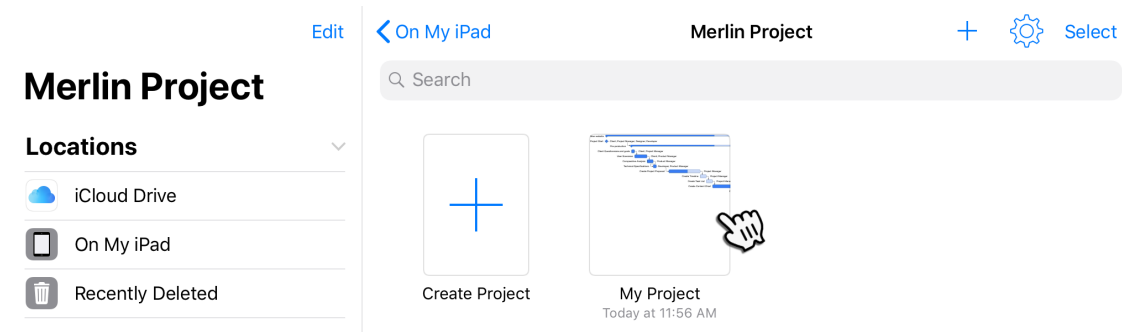 Edit
Merlin Project
Locations
iCloud Drive
On My iPad
Recently Deleted
On My iPad
Merlin Project
Select
Search
Create Project
My Project
Today at 11:56 AM